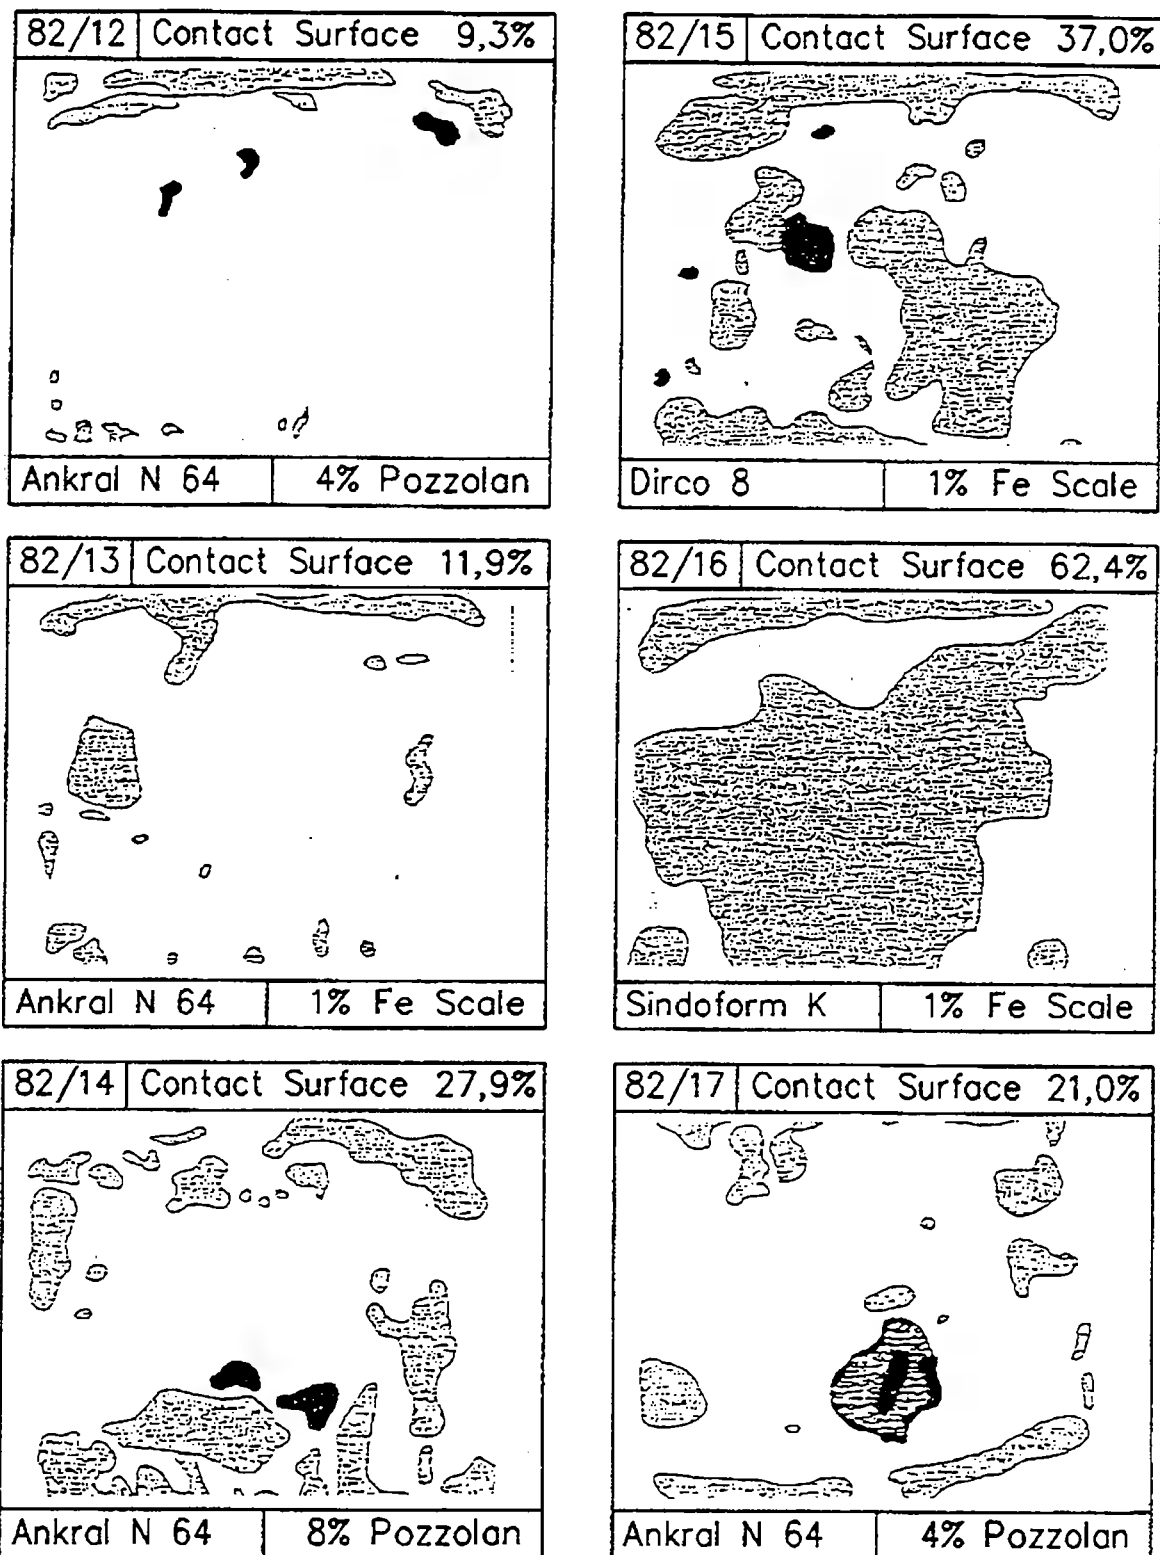 82/12 Contact Surface 9,3%
Ankral N 64 4% Pozzolan
82/13 Contact Surface 11,9%
Ankral N 64 1% Fe Scale
82/14 Contact Surface 27,9%
Ankral N 64 8% Pozzolan
82/15 Contact Surface 37,0%
Dirco 8 1% Fe Scale
82/16 Contact Surface 62,4%
Sindoform K 1% Fe Scale
82/17 Contact Surface 21,0%
Ankral N 64 4% Pozzolan